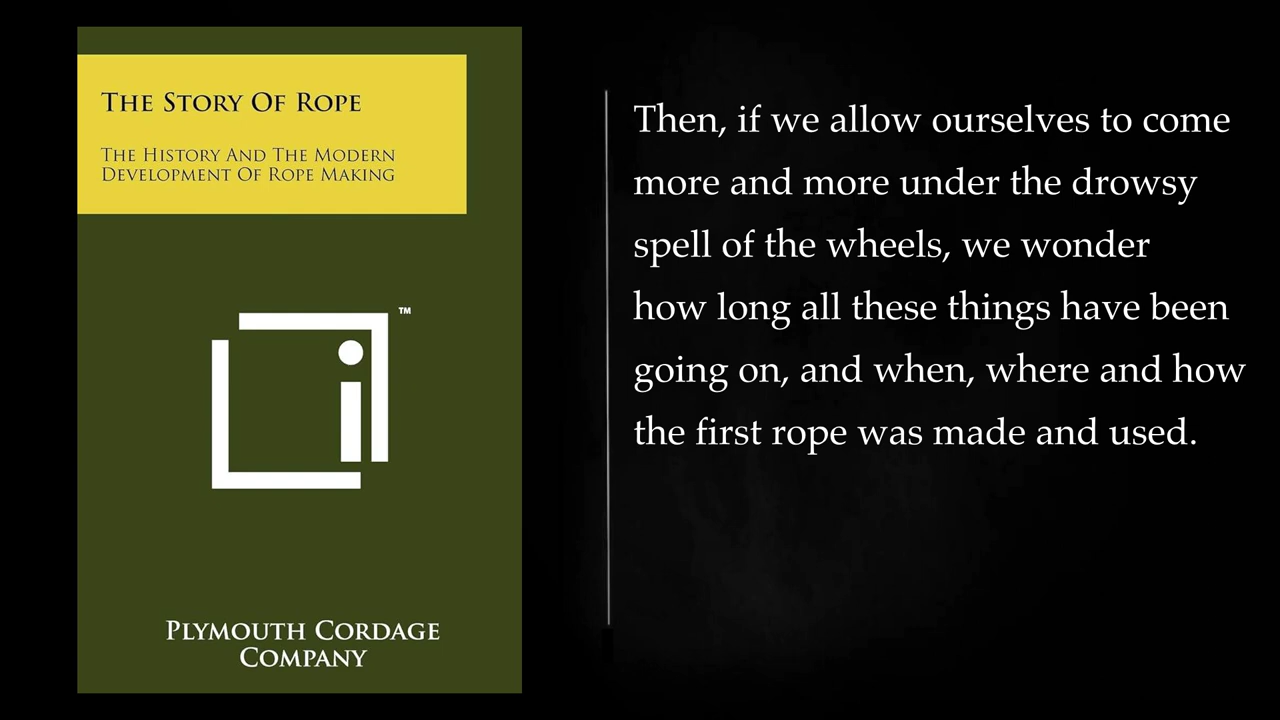 THE STORY OF ROPE
THE HISTORY AND THE MODERN
DEVELOPMENT OF ROPE MAKING
TM
PLYMOUTH CORDAGE
COMPANY
Then, if we allow ourselves to come
more and more under the drowsy
spell of the wheels, we wonder
how long all these things have been
going on, and when, where and how
the first rope was made and used.